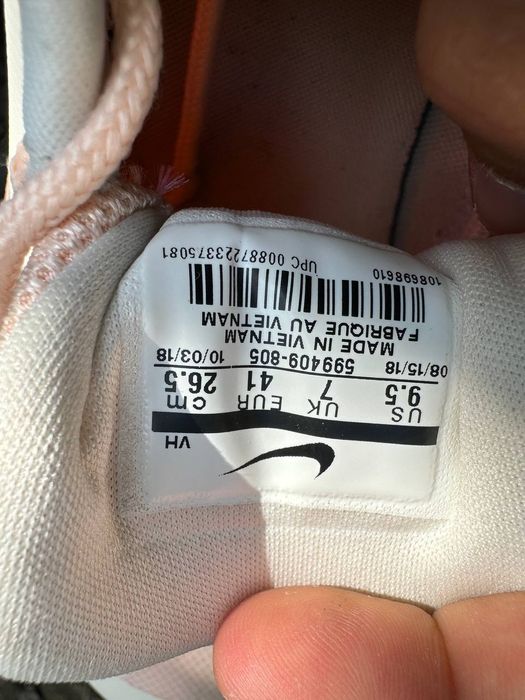 VH
US UK EUR cm
9.5 7 41 26.5
08/15/18 599409-805 10/03/18
MADE IN VIETNAM
FABRIQUE AU VIETNAM
108698610 UPC 00887223375081